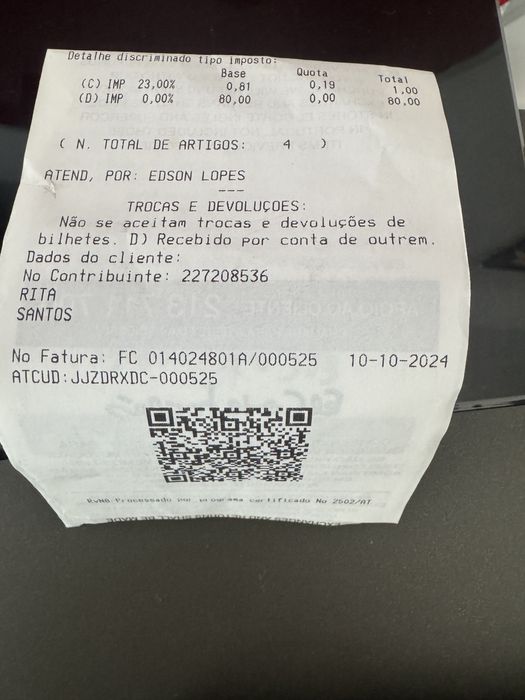 Detalhe discriminado tipo imposto:
Base Quota Total
(C) IMP 23,00% 0,81 0,19 1,00
(D) IMP 0,00% 80,00 0,00 80,00
( N. TOTAL DE ARTIGOS: 4 )
ATEND, POR: EDSON LOPES
---
TROCAS E DEVOLUÇOES:
Não se aceitam trocas e devoluções de
bilhetes. D) Recebido por conta de outrem.
Dados do cliente:
No Contribuinte: 227208536
RITA
SANTOS
No Fatura: FC 014024801A/000525 10-10-2024
ATCUD:JJZDRXDC-000525
RvN0-Processado por programa certificado No 2502/AT